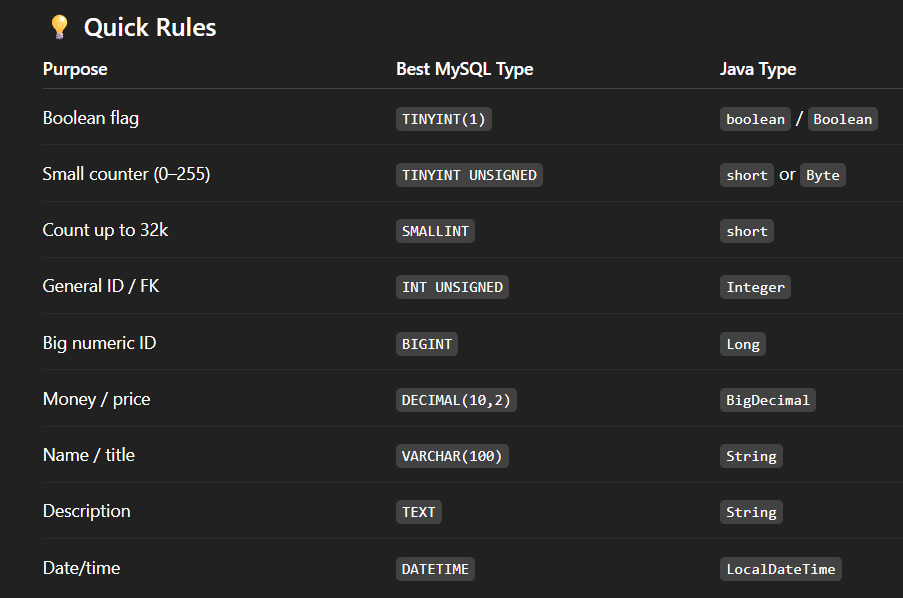 💡 Quick Rules
Purpose Best MySQL Type Java Type
Boolean flag TINYINT(1) boolean / Boolean
Small counter (0–255) TINYINT UNSIGNED short or Byte
Count up to 32k SMALLINT short
General ID / FK INT UNSIGNED Integer
Big numeric ID BIGINT Long
Money / price DECIMAL(10,2) BigDecimal
Name / title VARCHAR(100) String
Description TEXT String
Date/time DATETIME LocalDateTime